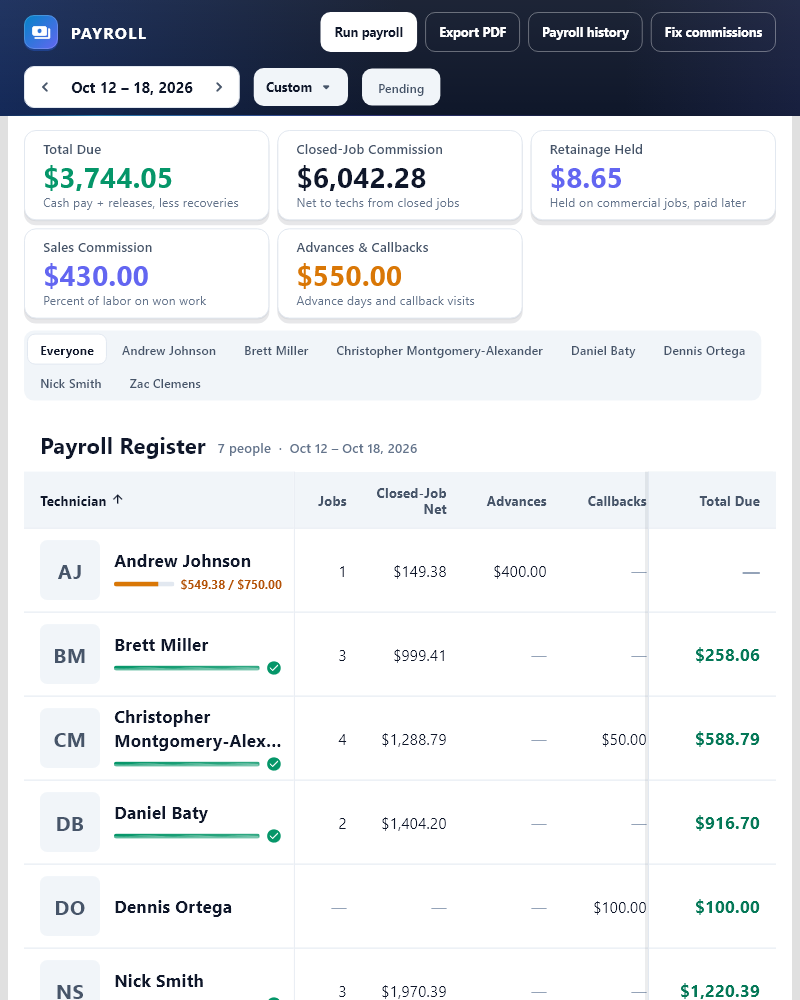 PAYROLL
Run payroll
Export PDF
Payroll history
Fix commissions
Oct 12 – 18, 2026
Custom
Pending
Total Due
$3,744.05
Cash pay + releases, less recoveries
Closed-Job Commission
$6,042.28
Net to techs from closed jobs
Retainage Held
$8.65
Held on commercial jobs, paid later
Sales Commission
$430.00
Percent of labor on won work
Advances & Callbacks
$550.00
Advance days and callback visits
Everyone
Andrew Johnson
Brett Miller
Christopher Montgomery-Alexander
Daniel Baty
Dennis Ortega
Nick Smith
Zac Clemens
Payroll Register
7 people · Oct 12 – Oct 18, 2026
Technician ↑
Jobs
Closed-Job
Net
Advances
Callbacks
Total Due
AJ
Andrew Johnson
$549.38 / $750.00
1
$149.38
$400.00
—
—
BM
Brett Miller
3
$999.41
—
—
$258.06
CM
Christopher
Montgomery-Alex...
4
$1,288.79
—
$50.00
$588.79
DB
Daniel Baty
2
$1,404.20
—
—
$916.70
DO
Dennis Ortega
—
—
—
$100.00
$100.00
NS
Nick Smith
3
$1,970.39
—
—
$1,220.39